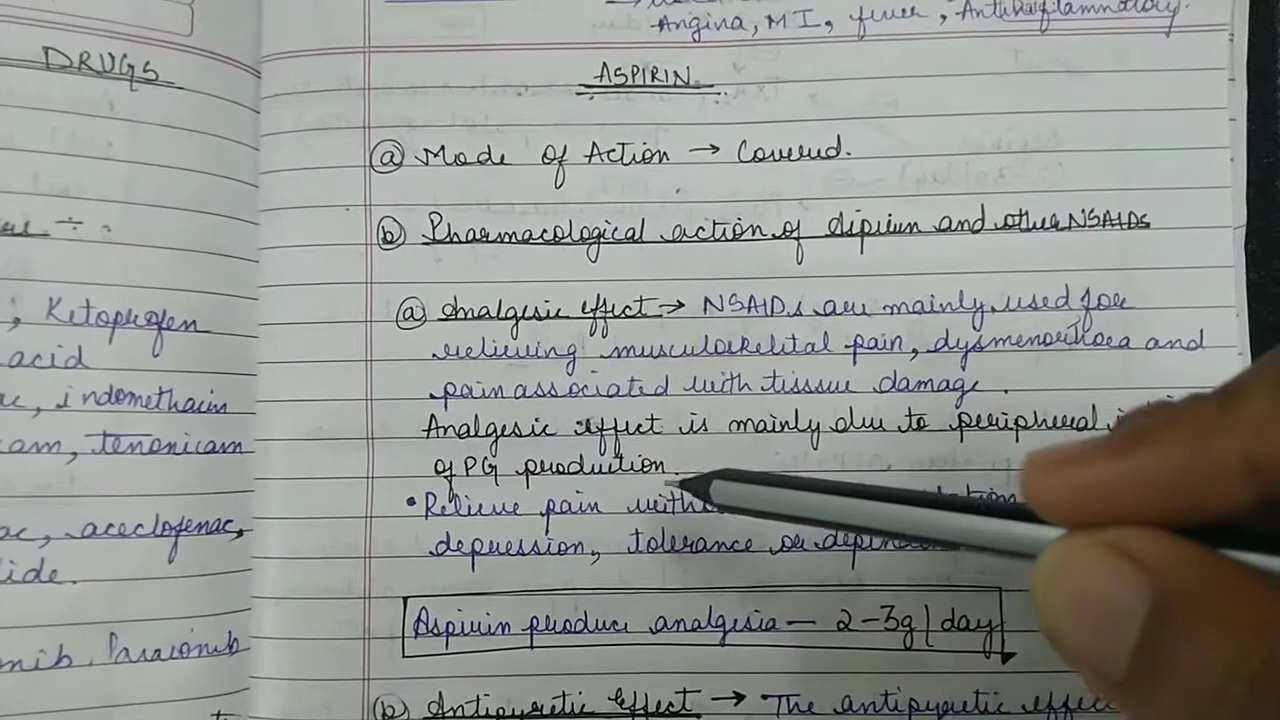 DRUGS
; Ketoprofen
acid
, indomethacin
tenonicam
ac, aceclofenac,
ide.
Angina, MI, fever, Antiinflammatory.
ASPIRIN
(a) Mode of Action → Covered.
(b) Pharmacological action of Aspirin and other NSAIDS
(a) Analgesic effect → NSAIDs are mainly used for
relieving musculoskelital pain, dysmenorrhoea and
pain associated with tissue damage.
Analgesic effect is mainly due to peripheral
of PG production.
• Relieve pain
depression, tolerance or
Aspirin produce analgesia — 2-3g/day
(b) Antipyretic effect → The antipyretic